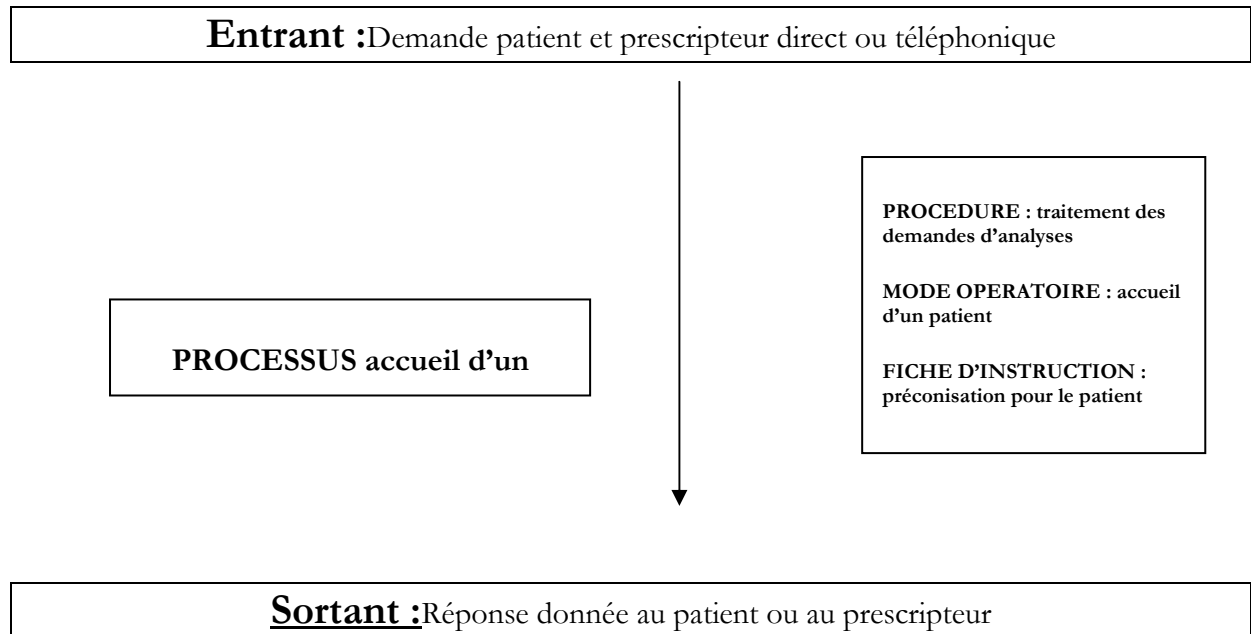 Entrant :Demande patient et prescripteur direct ou téléphonique
PROCEDURE : traitement des
demandes d’analyses
MODE OPERATOIRE : accueil
d’un patient
FICHE D’INSTRUCTION :
préconisation pour le patient
PROCESSUS accueil d’un
Sortant :Réponse donnée au patient ou au prescripteur